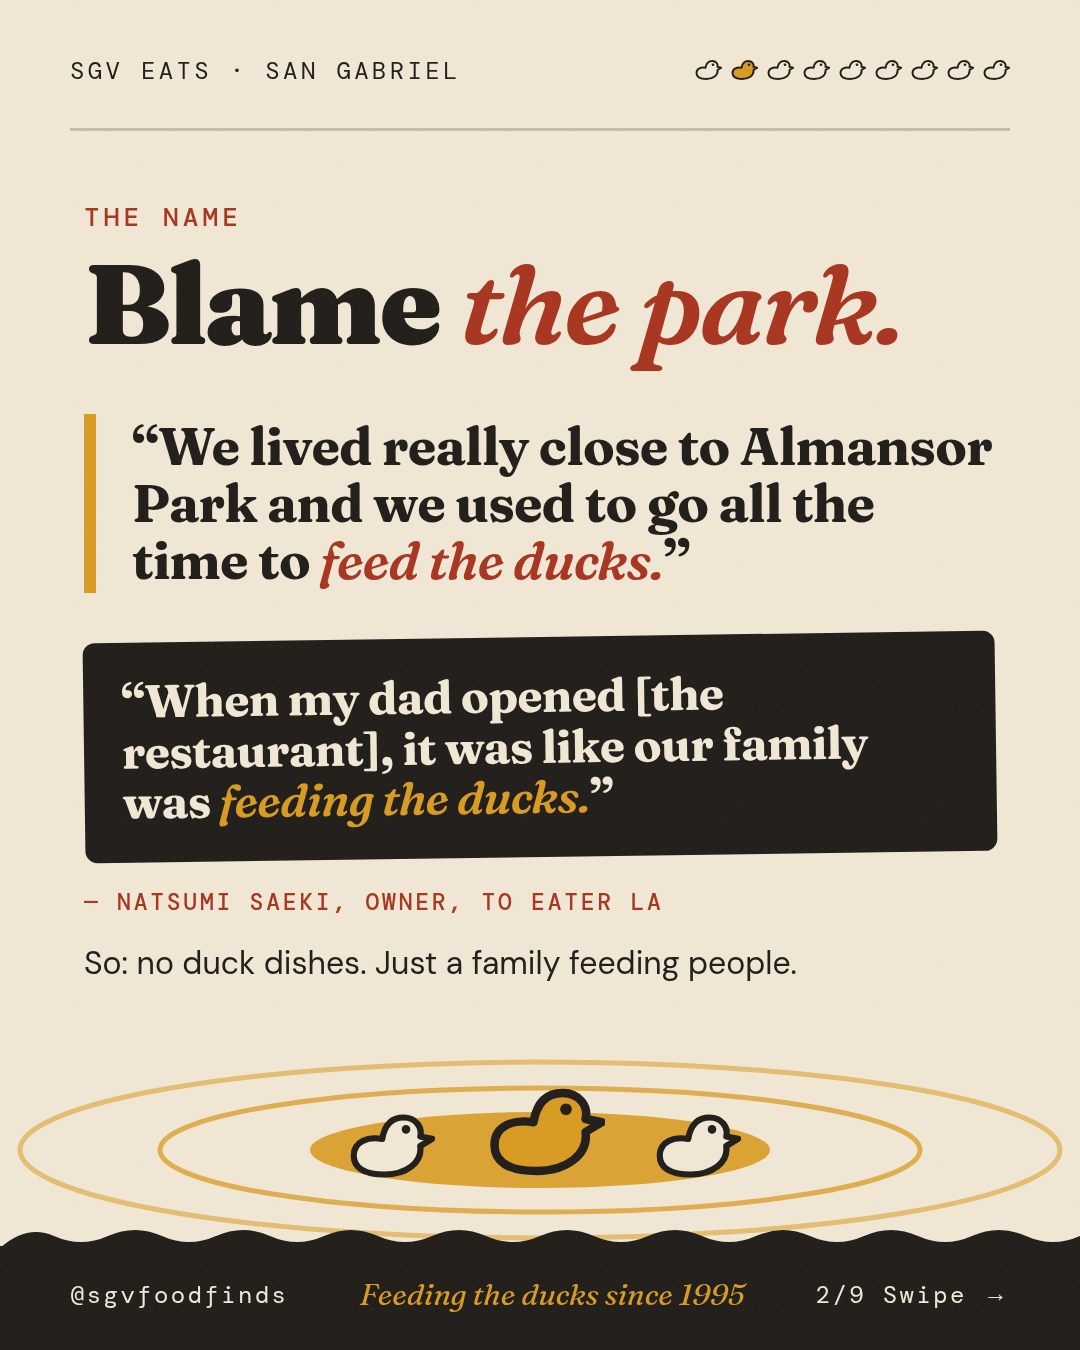 SGV EATS · SAN GABRIEL
THE NAME
Blame the park.
“We lived really close to Almansor
Park and we used to go all the
time to feed the ducks.”
“When my dad opened [the
restaurant], it was like our family
was feeding the ducks.”
— NATSUMI SAEKI, OWNER, TO EATER LA
So: no duck dishes. Just a family feeding people.
@sgvfoodfinds
Feeding the ducks since 1995
2/9 Swipe →